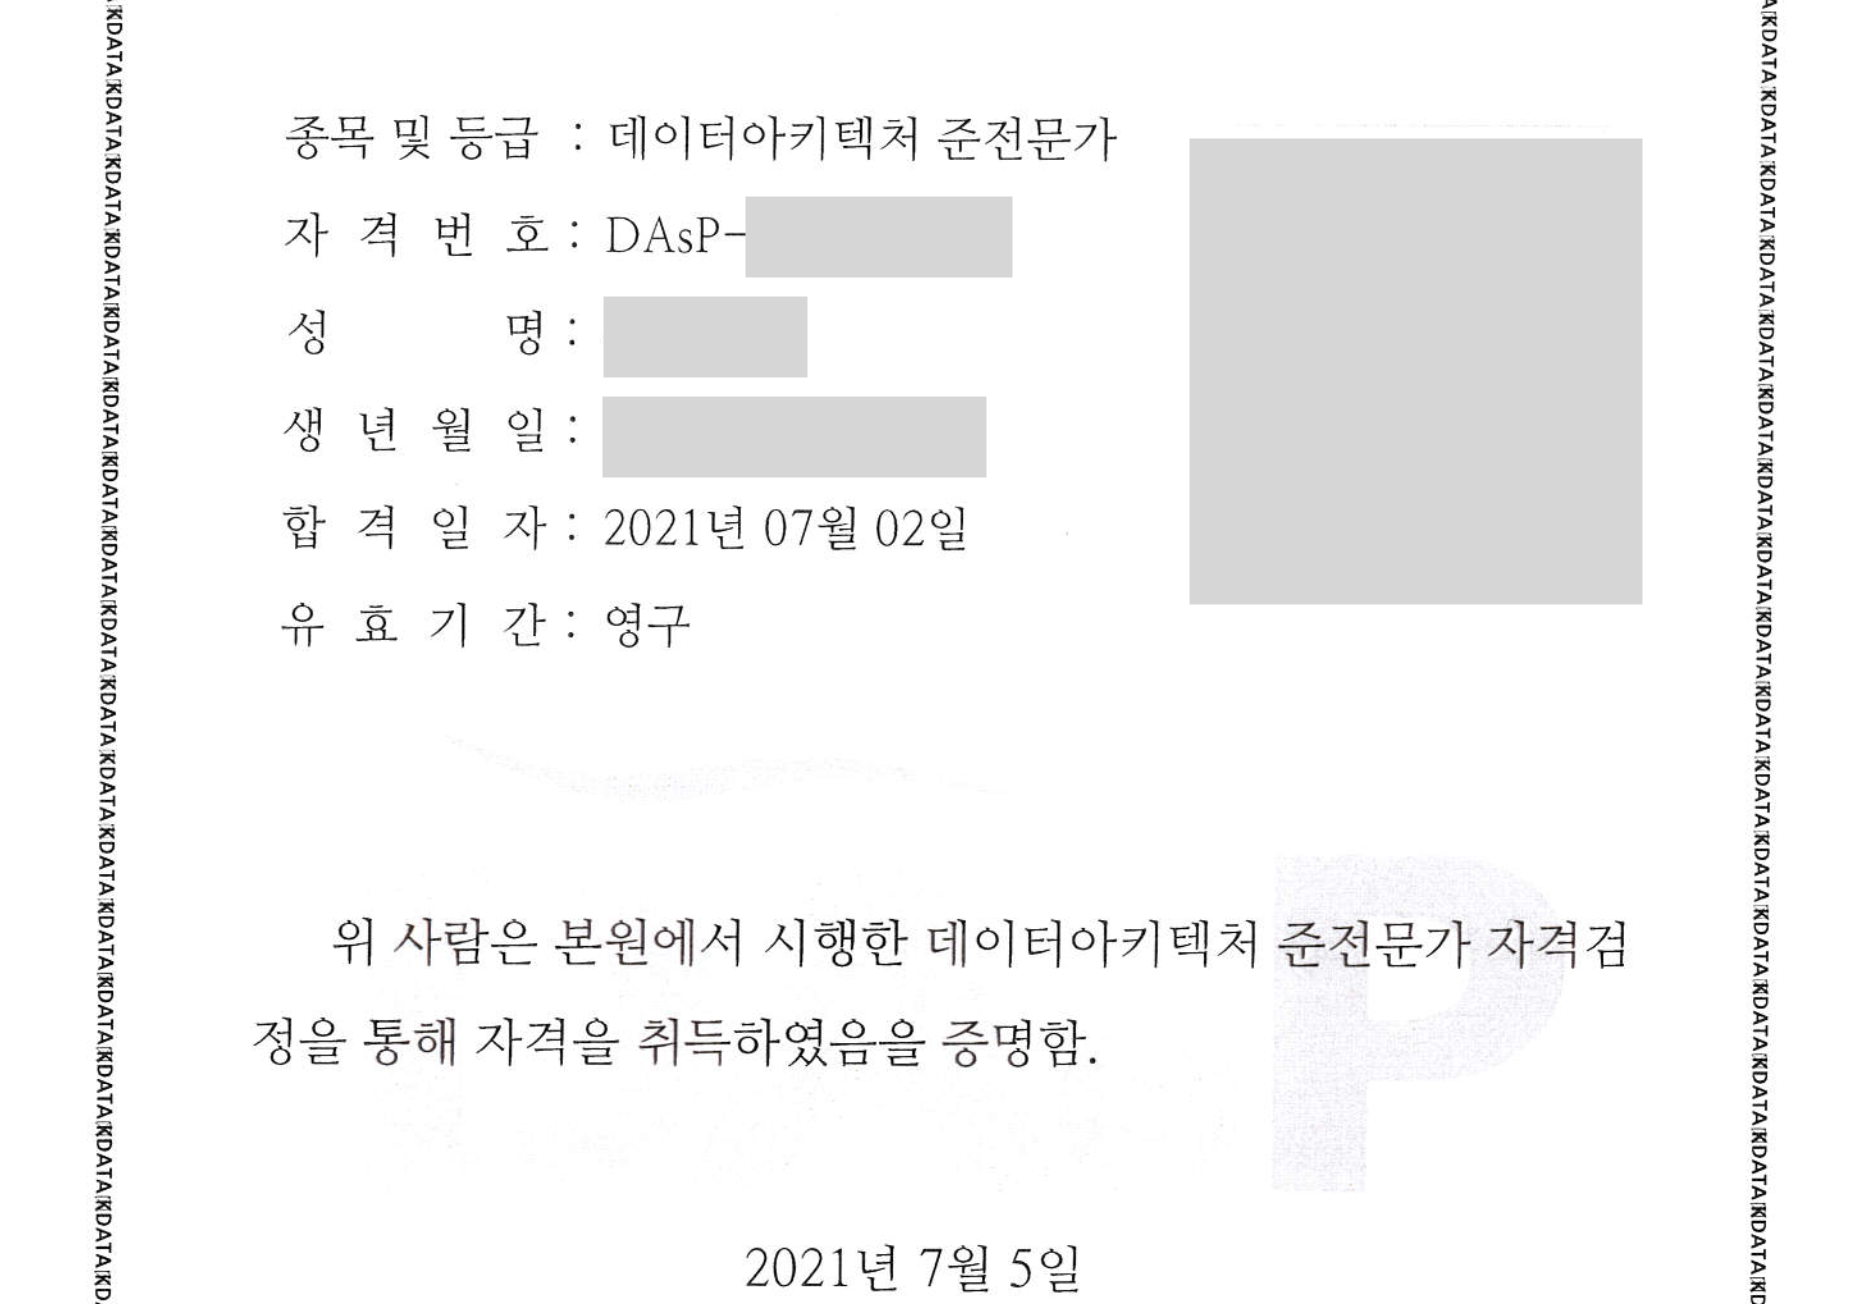 종목 및 등급 : 데이터아키텍처 준전문가
자 격 번 호 : DAsP-
성 명 :
생 년 월 일 :
합 격 일 자 : 2021년 07월 02일
유 효 기 간 : 영구
위 사람은 본원에서 시행한 데이터아키텍처 준전문가 자격검
정을 통해 자격을 취득하였음을 증명함.
2021년 7월 5일
P
KDATA KDATA KDATA KDATA KDATA KDATA KDATA KDATA KDATA KDATA KDATA KDATA KDATA KDATA KDATA KDATA KDATA
KDATA KDATA KDATA KDATA KDATA KDATA KDATA KDATA KDATA KDATA KDATA KDATA KDATA KDATA KDATA KDATA KDATA